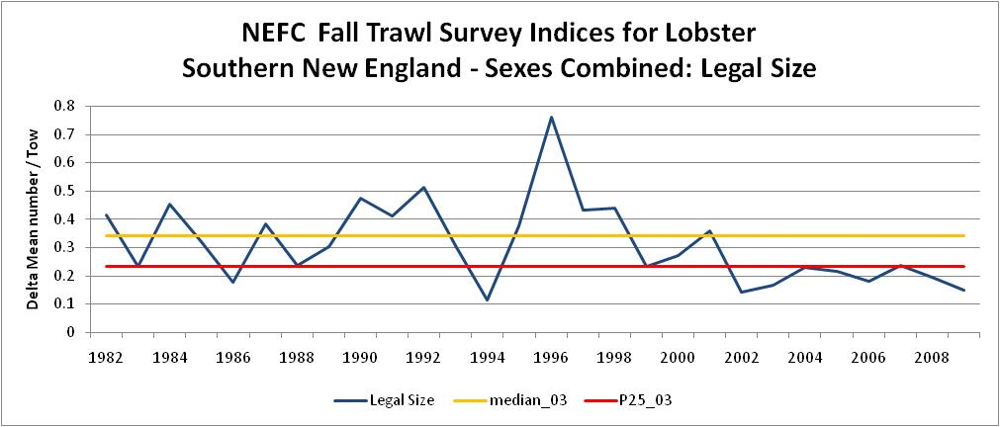 NEFC Fall Trawl Survey Indices for Lobster
Southern New England - Sexes Combined: Legal Size
Delta Mean number / Tow
0.8
0.7
0.6
0.5
0.4
0.3
0.2
0.1
0
1982 1984 1986 1988 1990 1992 1994 1996 1998 2000 2002 2004 2006 2008
Legal Size median_03 P25_03